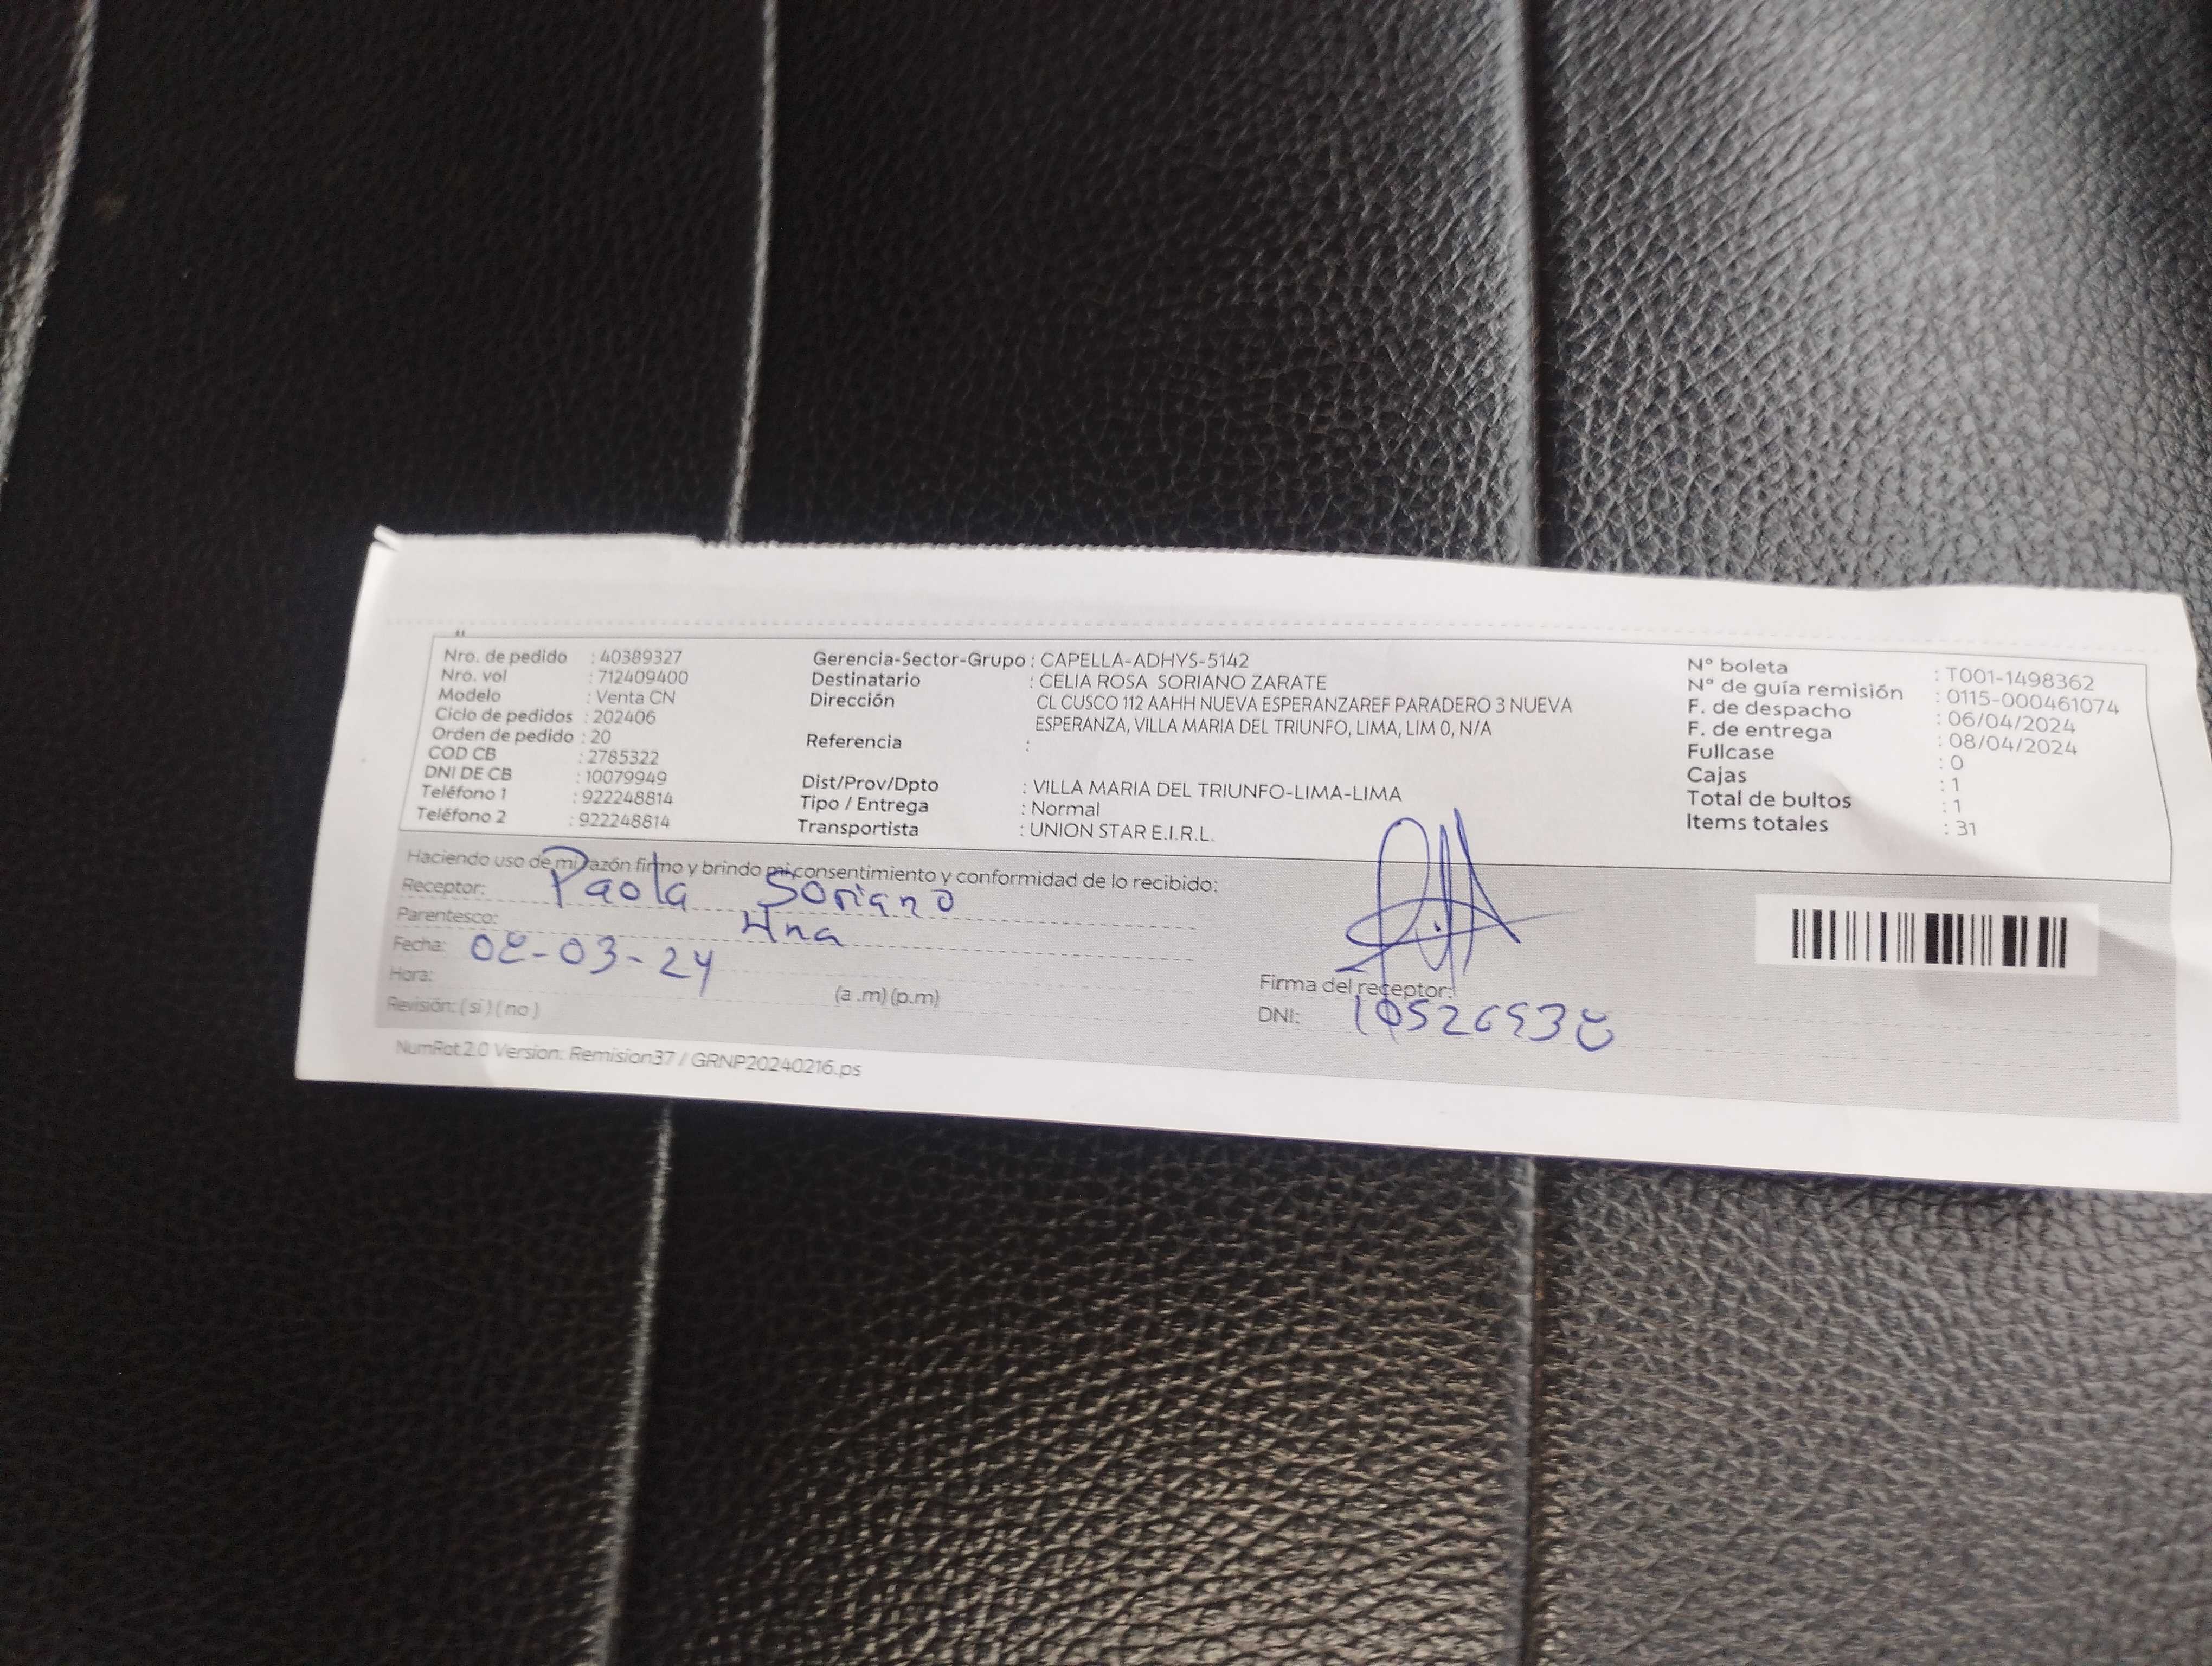 Nro. de pedido : 40389327
Nro. vol : 712409400
Modelo : Venta CN
Ciclo de pedidos : 202406
Orden de pedido : 20
COD CB : 2785322
DNI DE CB : 10079949
Teléfono 1 : 922248814
Teléfono 2 : 922248814
Gerencia-Sector-Grupo : CAPELLA-ADHYS-5142
Destinatario : CELIA ROSA SORIANO ZARATE
Dirección CL CUSCO 112 AAHH NUEVA ESPERANZAREF PARADERO 3 NUEVA
ESPERANZA, VILLA MARIA DEL TRIUNFO, LIMA, LIM 0, N/A
Referencia :
Dist/Prov/Dpto : VILLA MARIA DEL TRIUNFO-LIMA-LIMA
Tipo / Entrega : Normal
Transportista : UNION STAR E.I.R.L.
N° boleta : T001-1498362
N° de guía remisión : 0115-000461074
F. de despacho : 06/04/2024
F. de entrega : 08/04/2024
Fullcase : 0
Cajas : 1
Total de bultos : 1
Items totales : 31
Haciendo uso de mi razón firmo y brindo mi consentimiento y conformidad de lo recibido:
Receptor: Paola Soriano
Parentesco: Hna
Fecha: 08-03-24
Hora: (a .m) (p.m)
Revisión: ( si ) ( no )
Firma del receptor:
DNI: 10526938
NumRot2.0 Version: Remision37 / GRNP20240216.ps